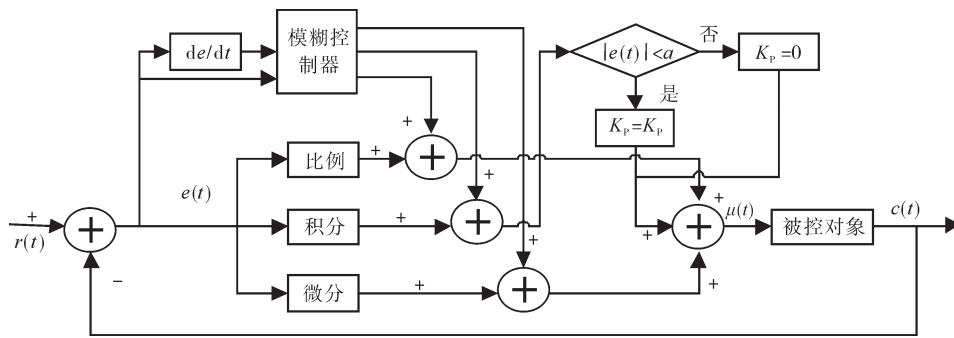 de/dt
模糊控
制器
|e(t)|<a
否
K_P=0
是
K_P=K_P
+
比例
+
+
e(t)
+
r(t)
积分
+
+
+
μ(t)
+
被控对象
c(t)
−
微分
+
+
+